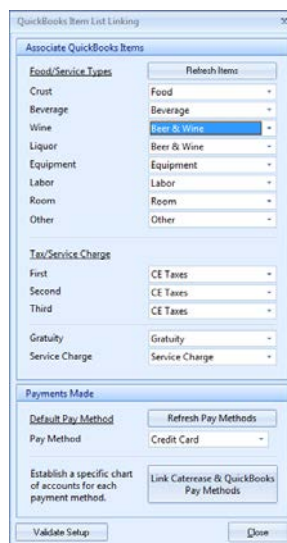 QuickBooks Item List Linking
Associate QuickBooks Items
Food/Service Types Refresh Items
Crust Food
Beverage Beverage
Wine Beer & Wine
Liquor Beer & Wine
Equipment Equipment
Labor Labor
Room Room
Other Other
Tax/Service Charge
First CE Taxes
Second CE Taxes
Third CE Taxes
Gratuity Gratuity
Service Charge Service Charge
Payments Made
Default Pay Method Refresh Pay Methods
Pay Method Credit Card
Establish a specific chart
of accounts for each
payment method.
Link Caterease & QuickBooks
Pay Methods
Validate Setup Close